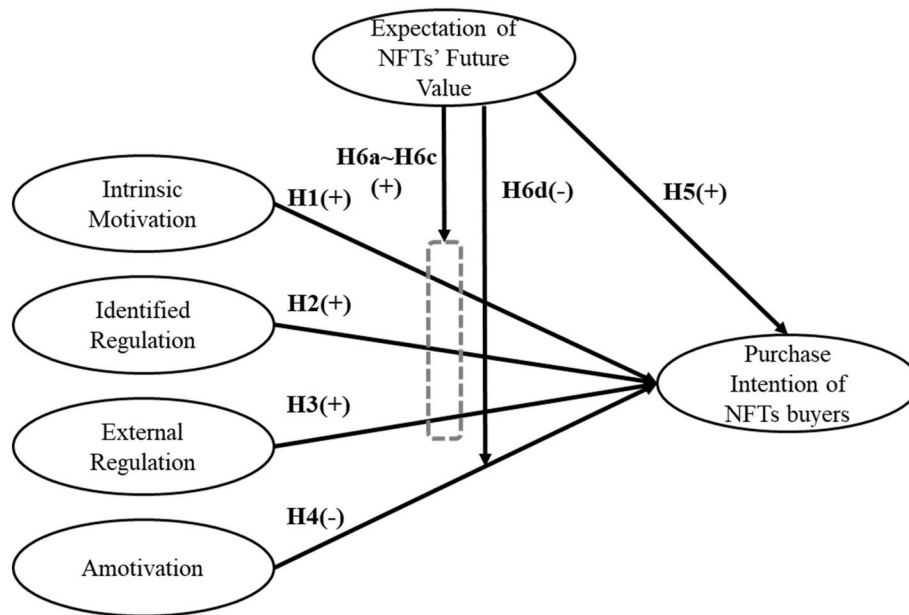 Expectation of
NFTs’ Future
Value
H6a~H6c
(+)
H6d(-)
H5(+)
Intrinsic
Motivation
H1(+)
Identified
Regulation
H2(+)
External
Regulation
H3(+)
Amotivation
H4(-)
Purchase
Intention of
NFTs buyers